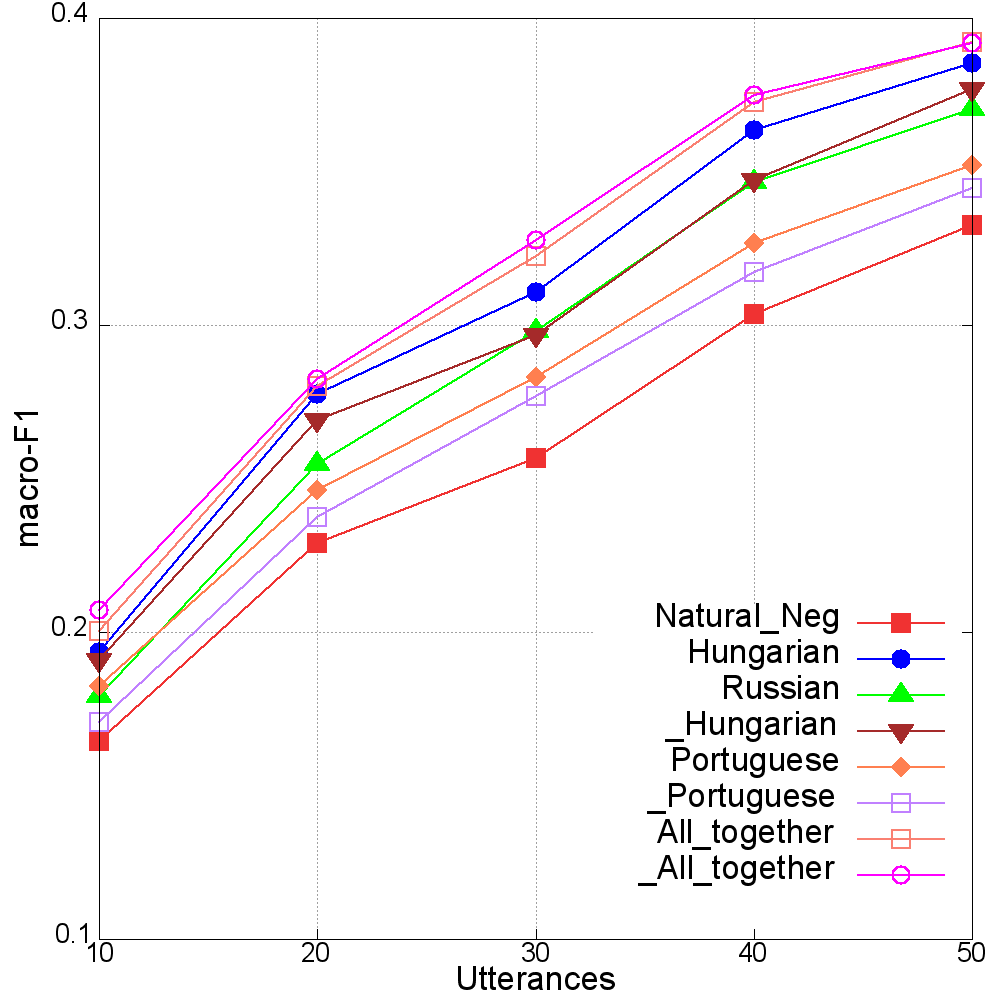 0.4
0.3
0.2
0.1
macro-F1
Natural_Neg
Hungarian
Russian
_Hungarian
Portuguese
_Portuguese
All_together
_All_together
10 20 30 40 50
Utterances